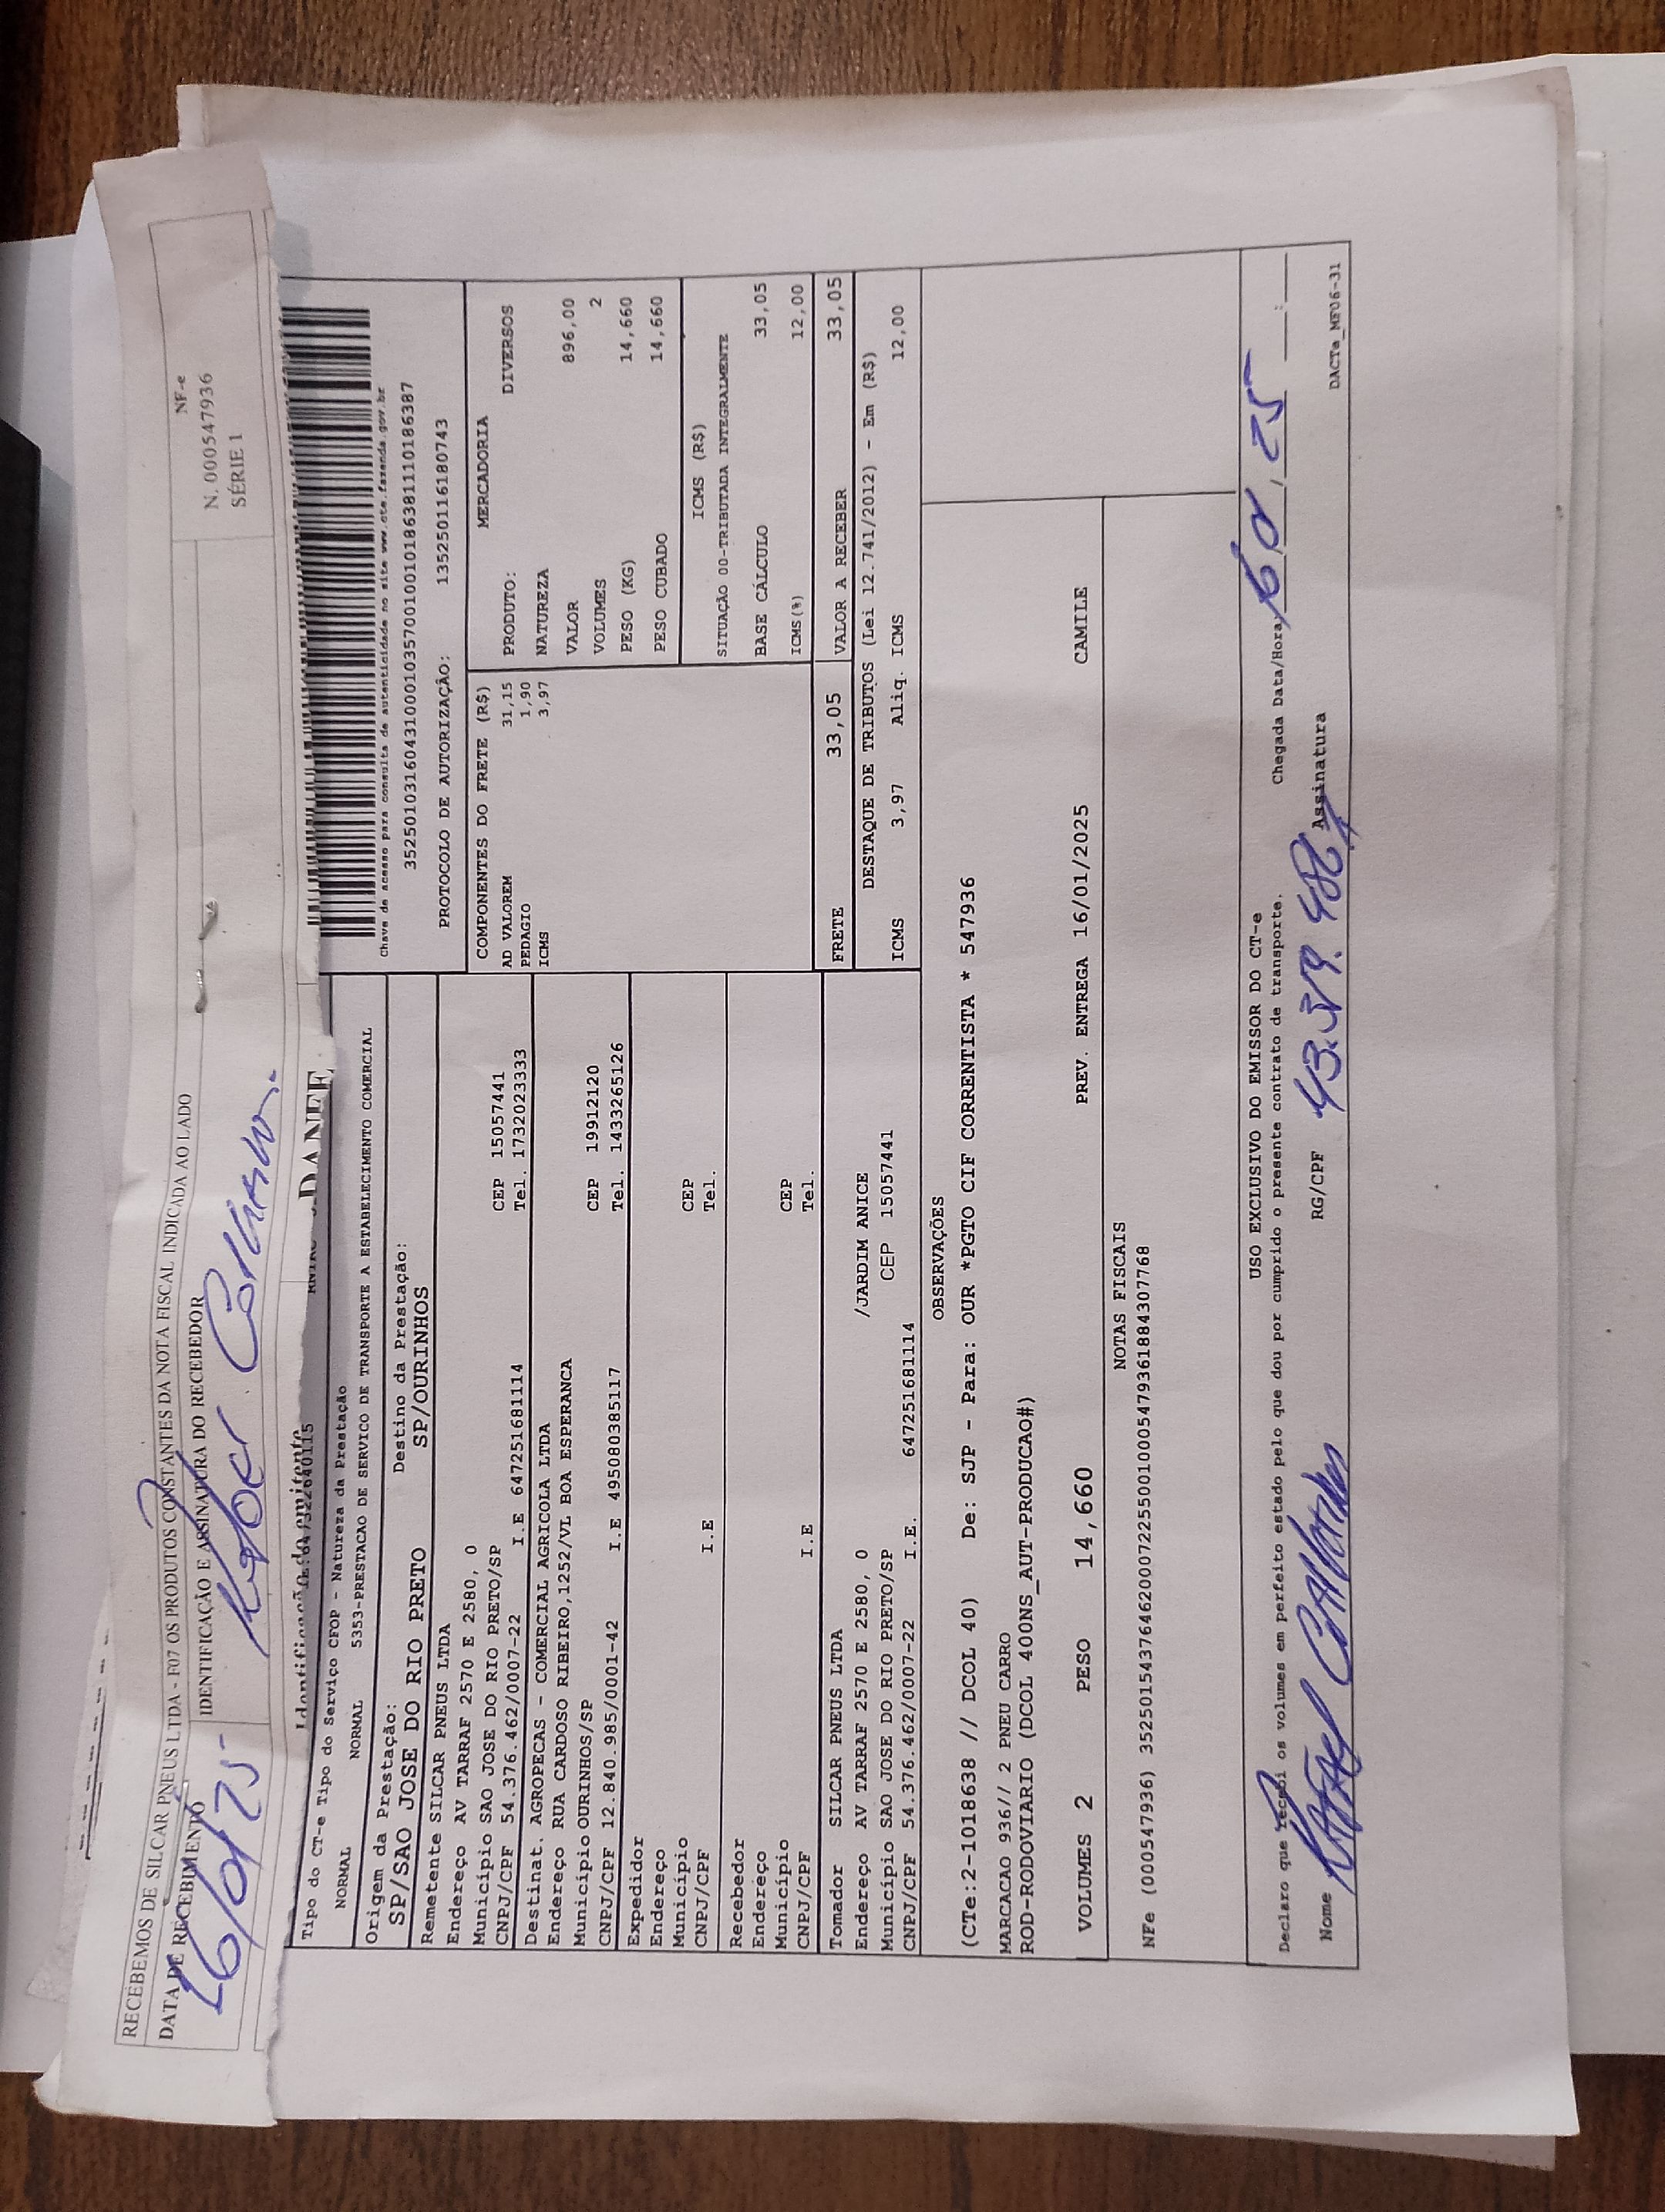 RECEBEMOS DE SILCAR PNEUS LTDA - F07 OS PRODUTOS CONSTANTES DA NOTA FISCAL INDICADA AO LADO
NF-e
N. 000547936
SÉRIE 1
DATA DE RECEBIMENTO
16/01/25
IDENTIFICAÇÃO E ASSINATURA DO RECEBEDOR
Identificação do emitente
DANFE
Tipo do CT-e Tipo do Serviço CFOP - Natureza da Prestação
NORMAL NORMAL 5353-PRESTACAO DE SERVICO DE TRANSPORTE A ESTABELECIMENTO COMERCIAL
Chave de acesso para consulta de autenticidade no site www.cte.fazenda.gov.br
35250103160431000103570010010186381110186387
PROTOCOLO DE AUTORIZAÇÃO: 135250116180743
Origem da Prestação: Destino da Prestação:
SP/SAO JOSE DO RIO PRETO SP/OURINHOS
Remetente SILCAR PNEUS LTDA
Endereço AV TARRAF 2570 E 2580, 0
Município SAO JOSE DO RIO PRETO/SP CEP 15057441
CNPJ/CPF 54.376.462/0007-22 I.E 647251681114 Tel. 1732023333
Destinat. AGROPECAS - COMERCIAL AGRICOLA LTDA
Endereço RUA CARDOSO RIBEIRO,1252/VL BOA ESPERANCA
Município OURINHOS/SP CEP 19912120
CNPJ/CPF 12.840.985/0001-42 I.E 495080385117 Tel. 1433265126
Expedidor
Endereço
Município CEP
CNPJ/CPF I.E Tel.
Recebedor
Endereço
Município CEP
CNPJ/CPF I.E Tel.
Tomador SILCAR PNEUS LTDA
Endereço AV TARRAF 2570 E 2580, 0 /JARDIM ANICE
Município SAO JOSE DO RIO PRETO/SP CEP 15057441
CNPJ/CPF 54.376.462/0007-22 I.E. 647251681114
COMPONENTES DO FRETE (R$)
AD VALOREM 31,15
PEDAGIO 1,90
ICMS 3,97
MERCADORIA
PRODUTO: DIVERSOS
NATUREZA
VALOR 896,00
VOLUMES 2
PESO (KG) 14,660
PESO CUBADO 14,660
ICMS (R$)
SITUAÇÃO 00-TRIBUTADA INTEGRALMENTE
BASE CÁLCULO 33,05
ICMS(%) 12,00
FRETE 33,05 VALOR A RECEBER 33,05
DESTAQUE DE TRIBUTOS (Lei 12.741/2012) - Em (R$)
ICMS 3,97 Aliq. ICMS 12,00
OBSERVAÇÕES
(CTe:2-1018638 // DCOL 40) De: SJP - Para: OUR *PGTO CIF CORRENTISTA * 547936
MARCACAO 936// 2 PNEU CARRO
ROD-RODOVIARIO (DCOL 400NS_AUT-PRODUCAO#)
VOLUMES 2 PESO 14,660 PREV. ENTREGA 16/01/2025 CAMILE
NOTAS FISCAIS
NFe (000547936) 35250154376462000722550010005479361884307768
USO EXCLUSIVO DO EMISSOR DO CT-e
Declaro que recebi os volumes em perfeito estado pelo que dou por cumprido o presente contrato de transporte. Chegada Data/Hora
Nome RG/CPF Assinatura
DACTe_MF06-31